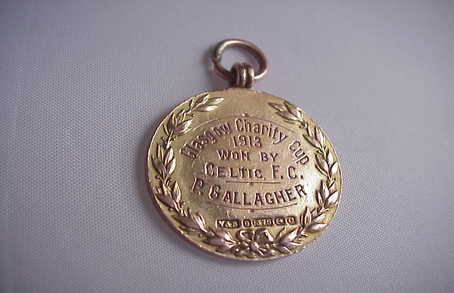 Glasgow Charity Cup
1913
WON BY
CELTIC F.C.
P. GALLAGHER